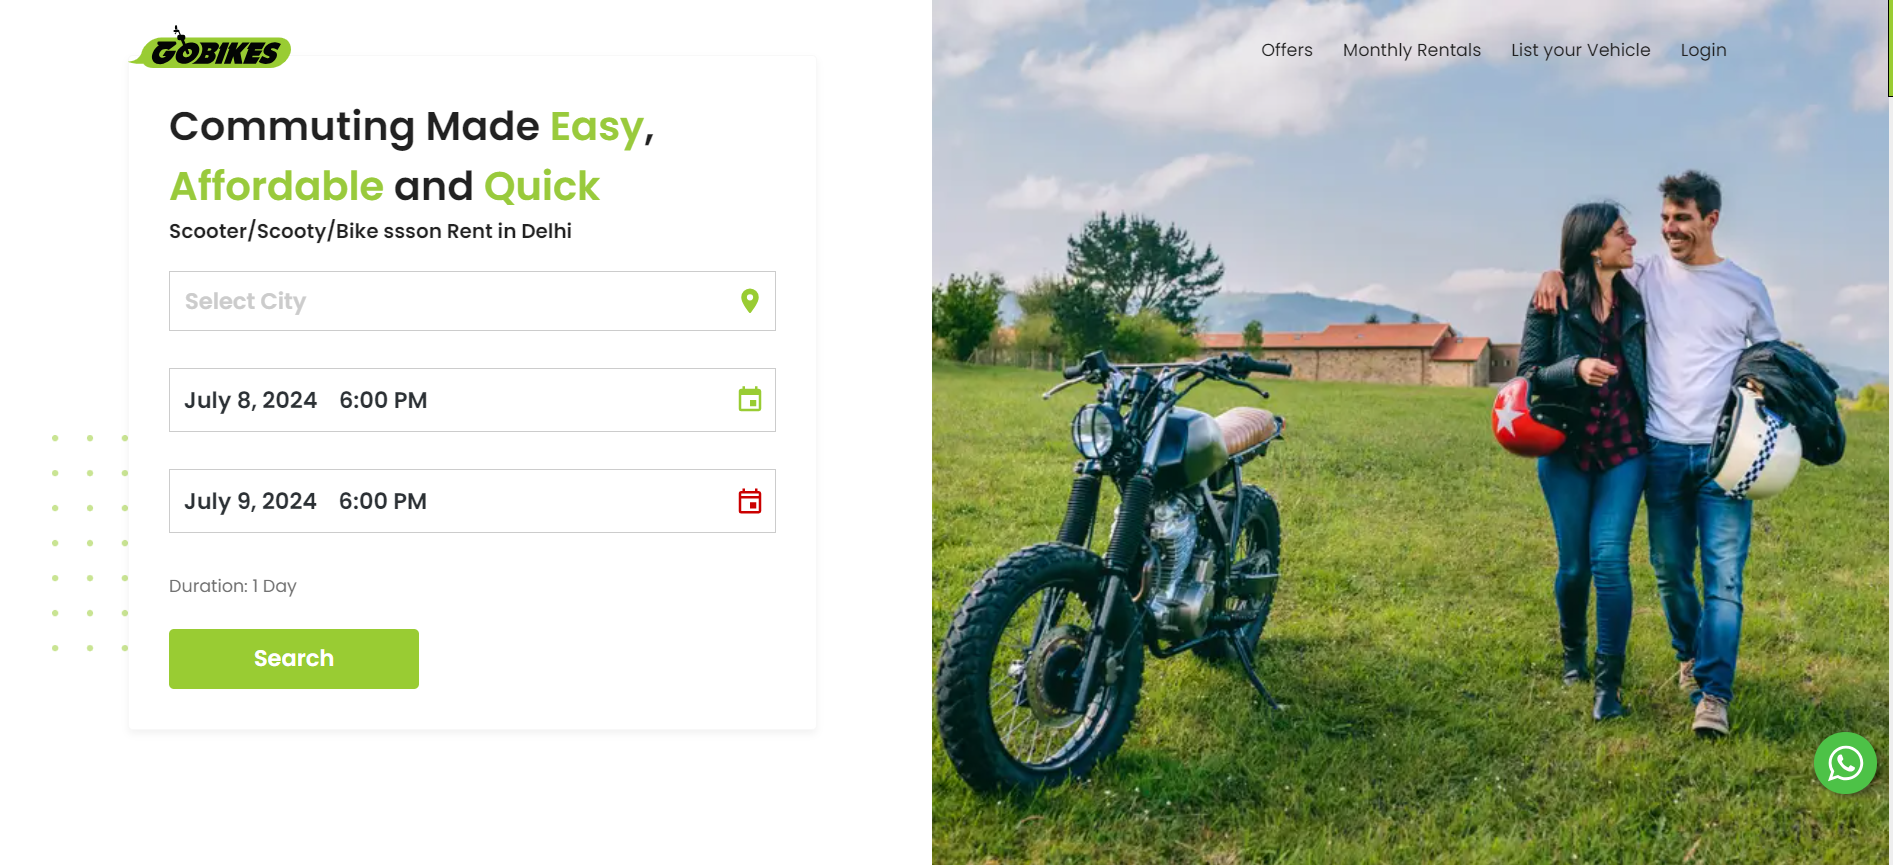 GOBIKES
Offers Monthly Rentals List your Vehicle Login
Commuting Made Easy,
Affordable and Quick
Scooter/Scooty/Bike ssson Rent in Delhi
Select City
July 8, 2024 6:00 PM
July 9, 2024 6:00 PM
Duration: 1 Day
Search